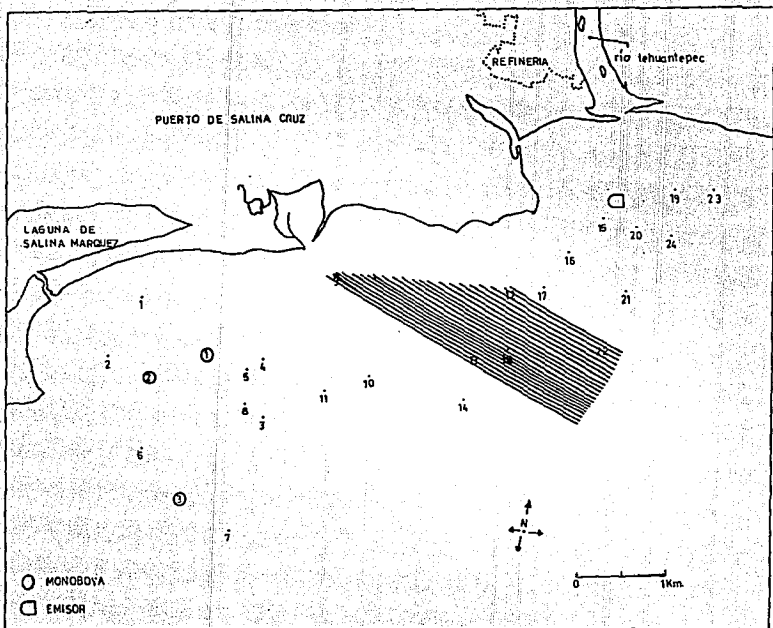 REFINERIA
río tehuantepec
PUERTO DE SALINA CRUZ
LAGUNA DE
SALINA MARQUEZ
19
23
15
20
24
16
1
17
21
2
1
2
5
4
10
11
8
3
14
6
3
7
N
MONOBOYA
EMISOR
0
1Km.